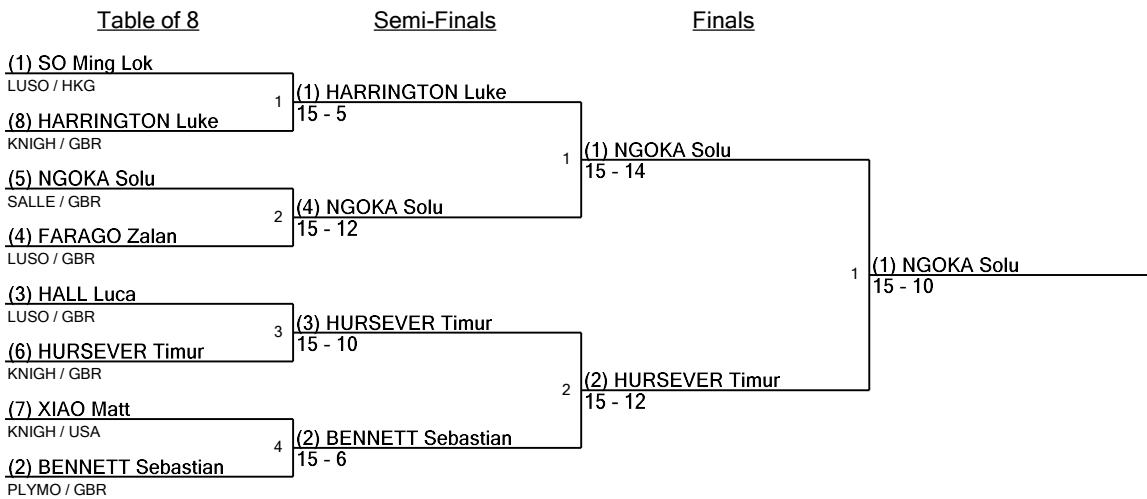 Table of 8
Semi-Finals
Finals
(1) SO Ming Lok
LUSO / HKG
1
(8) HARRINGTON Luke
KNIGH / GBR
(5) NGOKA Solu
SALLE / GBR
2
(4) FARAGO Zalan
LUSO / GBR
(3) HALL Luca
LUSO / GBR
3
(6) HURSEVER Timur
KNIGH / GBR
(7) XIAO Matt
KNIGH / USA
4
(2) BENNETT Sebastian
PLYMO / GBR
(1) HARRINGTON Luke
15 - 5
1
(4) NGOKA Solu
15 - 12
(3) HURSEVER Timur
15 - 10
2
(2) BENNETT Sebastian
15 - 6
(1) NGOKA Solu
15 - 14
1
(2) HURSEVER Timur
15 - 12
(1) NGOKA Solu
15 - 10